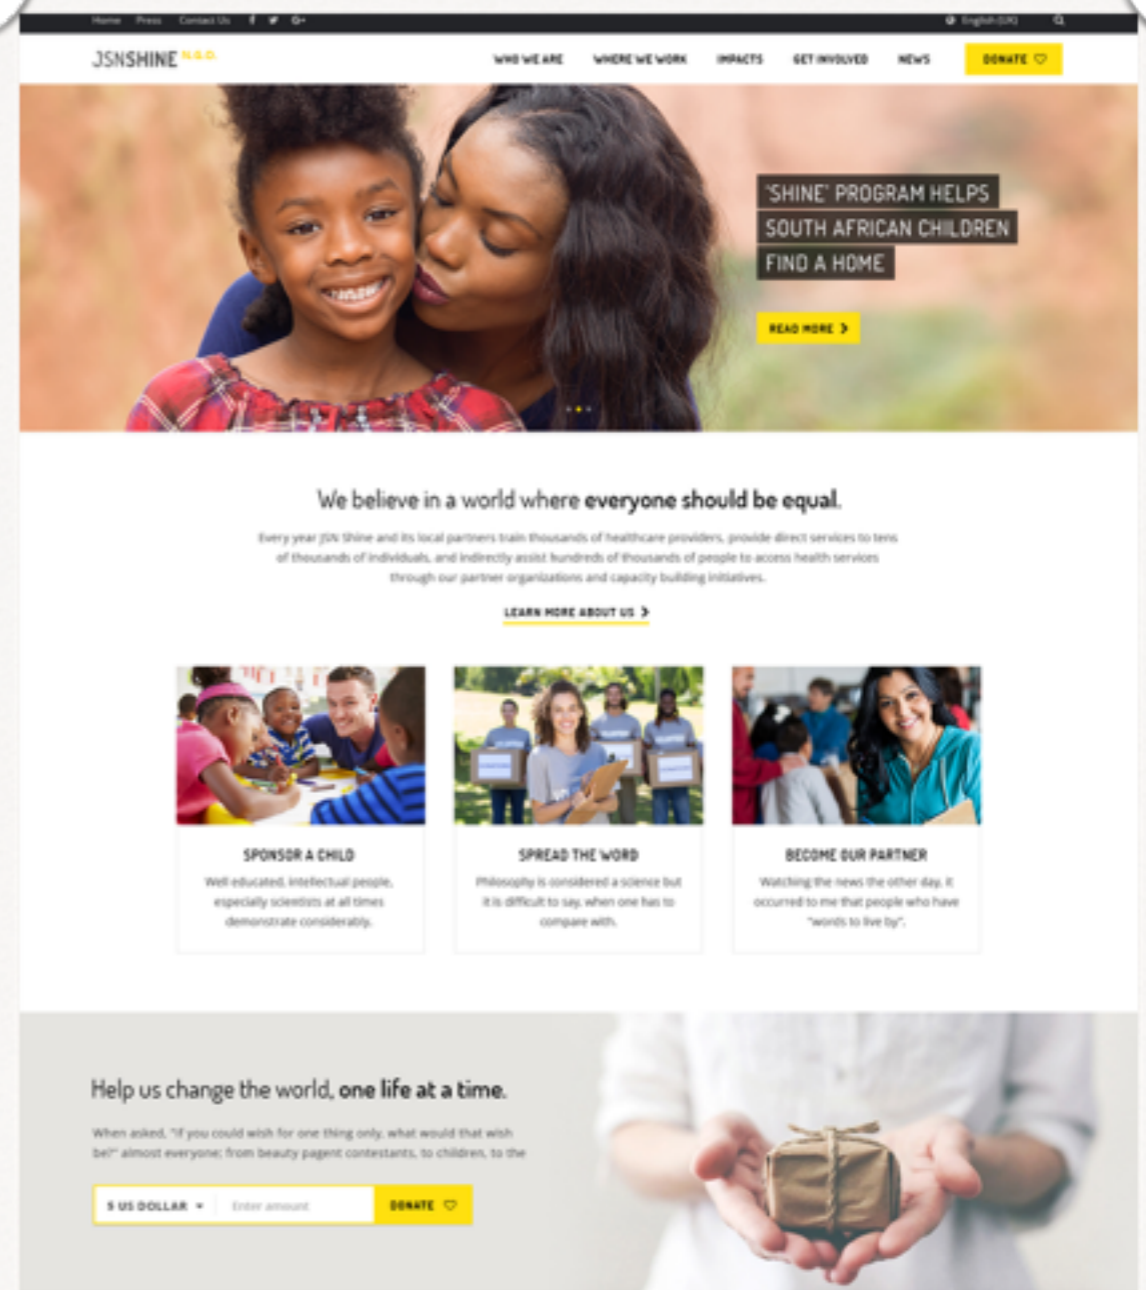 Home Press Contact Us f G+
English (UK)
JSNSHINE N.G.O.
WHO WE ARE WHERE WE WORK IMPACTS GET INVOLVED NEWS DONATE
'SHINE' PROGRAM HELPS
SOUTH AFRICAN CHILDREN
FIND A HOME
READ MORE
We believe in a world where everyone should be equal.
Every year JSN Shine and its local partners train thousands of healthcare providers, provide direct services to tens
of thousands of individuals, and indirectly assist hundreds of thousands of people to access health services
through our partner organizations and capacity building initiatives.
LEARN MORE ABOUT US
SPONSOR A CHILD
Well educated, intellectual people,
especially scientists at all times
demonstrate considerably.
SPREAD THE WORD
Philosophy is considered a science but
it is difficult to say, when one has to
compare with.
BECOME OUR PARTNER
Watching the news the other day, it
occurred to me that people who have
"words to live by".
Help us change the world, one life at a time.
When asked, "If you could wish for one thing only, what would that wish
be?" almost everyone; from beauty pagent contestants, to children, to the
$ US DOLLAR Enter amount DONATE